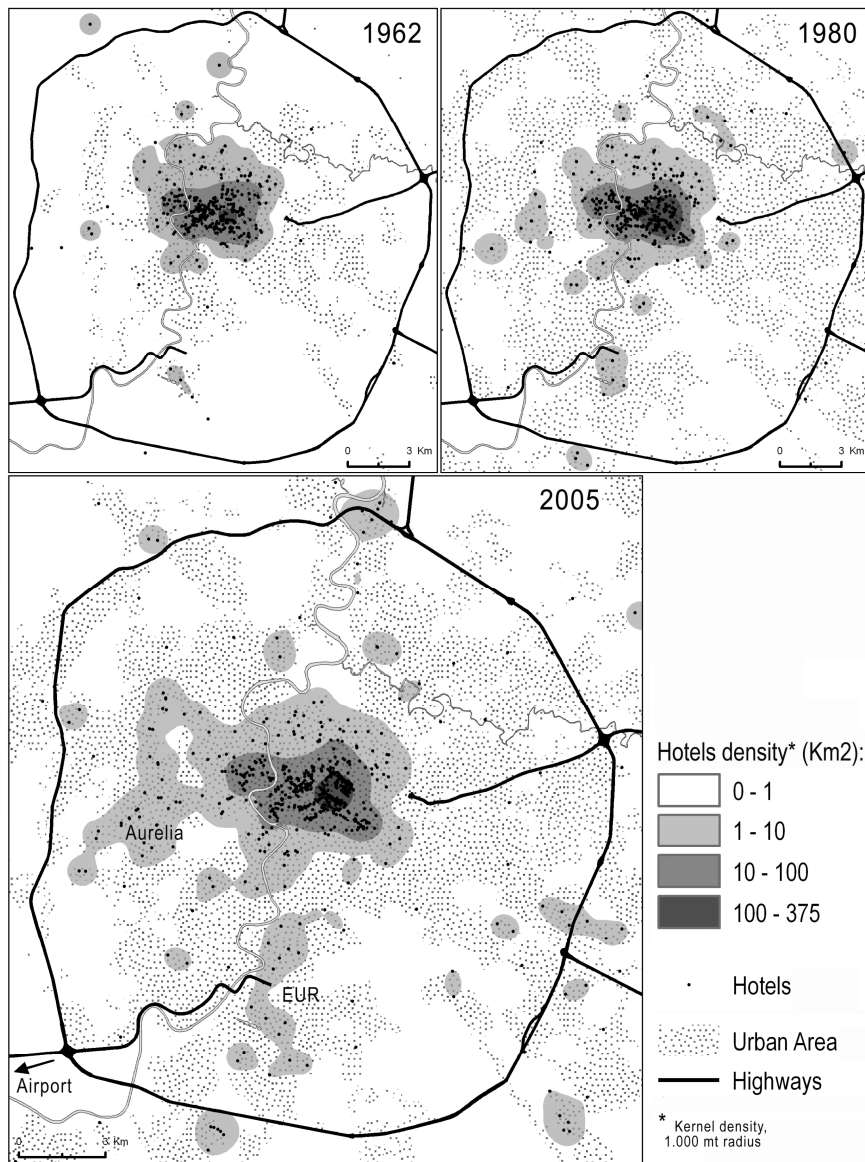 1962
0 3 Km
1980
0 3 Km
2005
Aurelia
EUR
Airport
0 3 Km
Hotels density* (Km2):
0 - 1
1 - 10
10 - 100
100 - 375
Hotels
Urban Area
Highways
* Kernel density,
1.000 mt radius